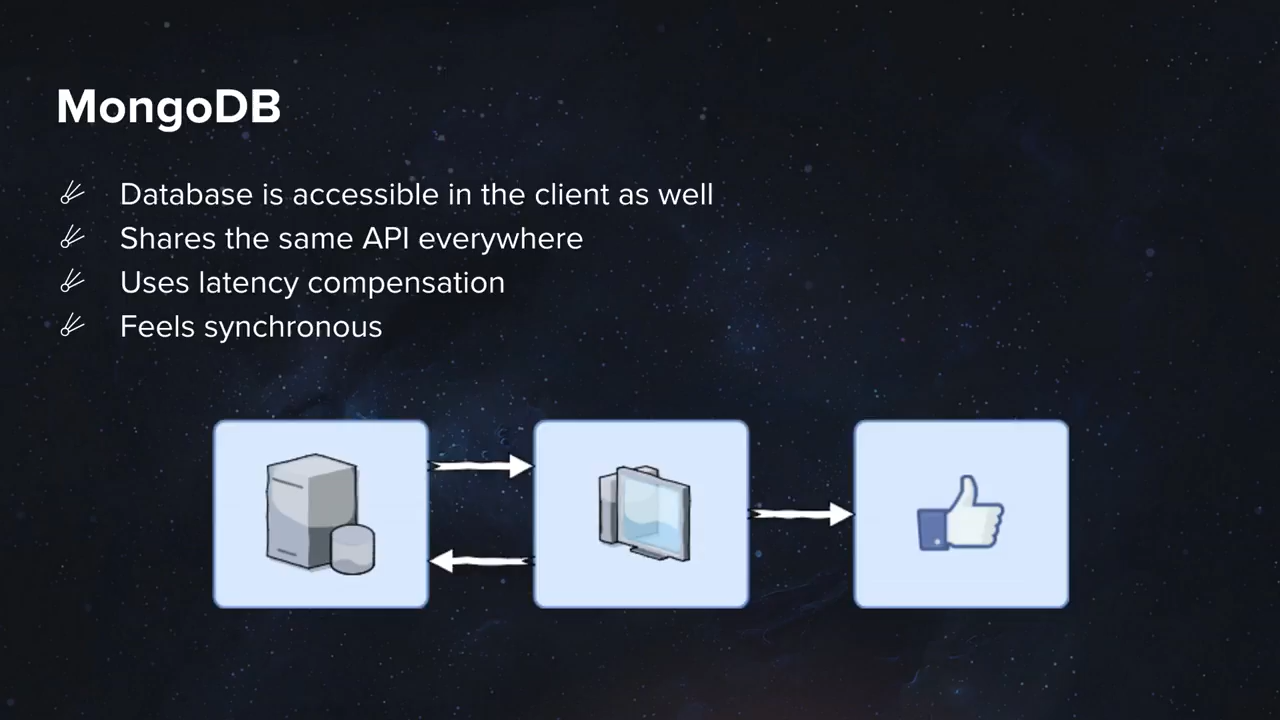 MongoDB
Database is accessible in the client as well
Shares the same API everywhere
Uses latency compensation
Feels synchronous